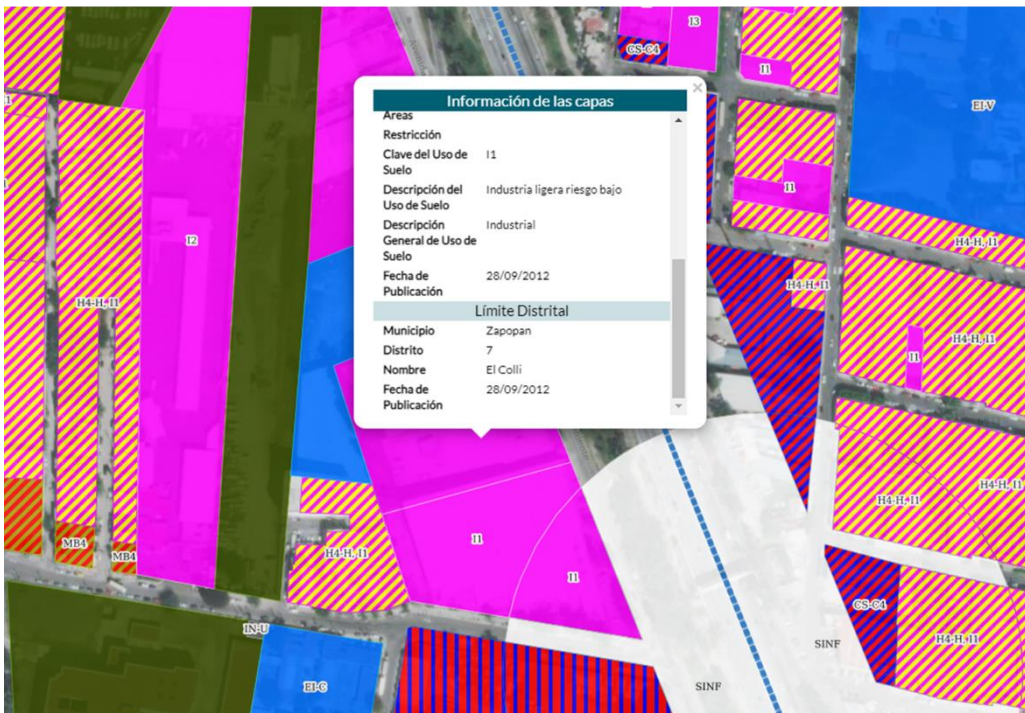 I3
CS-C4
I1
EI-V
×
Información de las capas
Áreas
Restricción
Clave del Uso de Suelo I1
Descripción del Uso de Suelo Industria ligera riesgo bajo
Descripción General de Uso de Suelo Industrial
Fecha de Publicación 28/09/2012
Límite Distrital
Municipio Zapopan
Distrito 7
Nombre El Colli
Fecha de Publicación 28/09/2012
I1
I2
H4-H, I1
H4-H, I1
H4-H, I1
I1
H4-H, I1
H4-H, I1
H4-H, I1
MB4
MB4
H4-H, I1
I1
I1
CS-C4
IN-U
SINF
H4-H, I1
EI-C
SINF